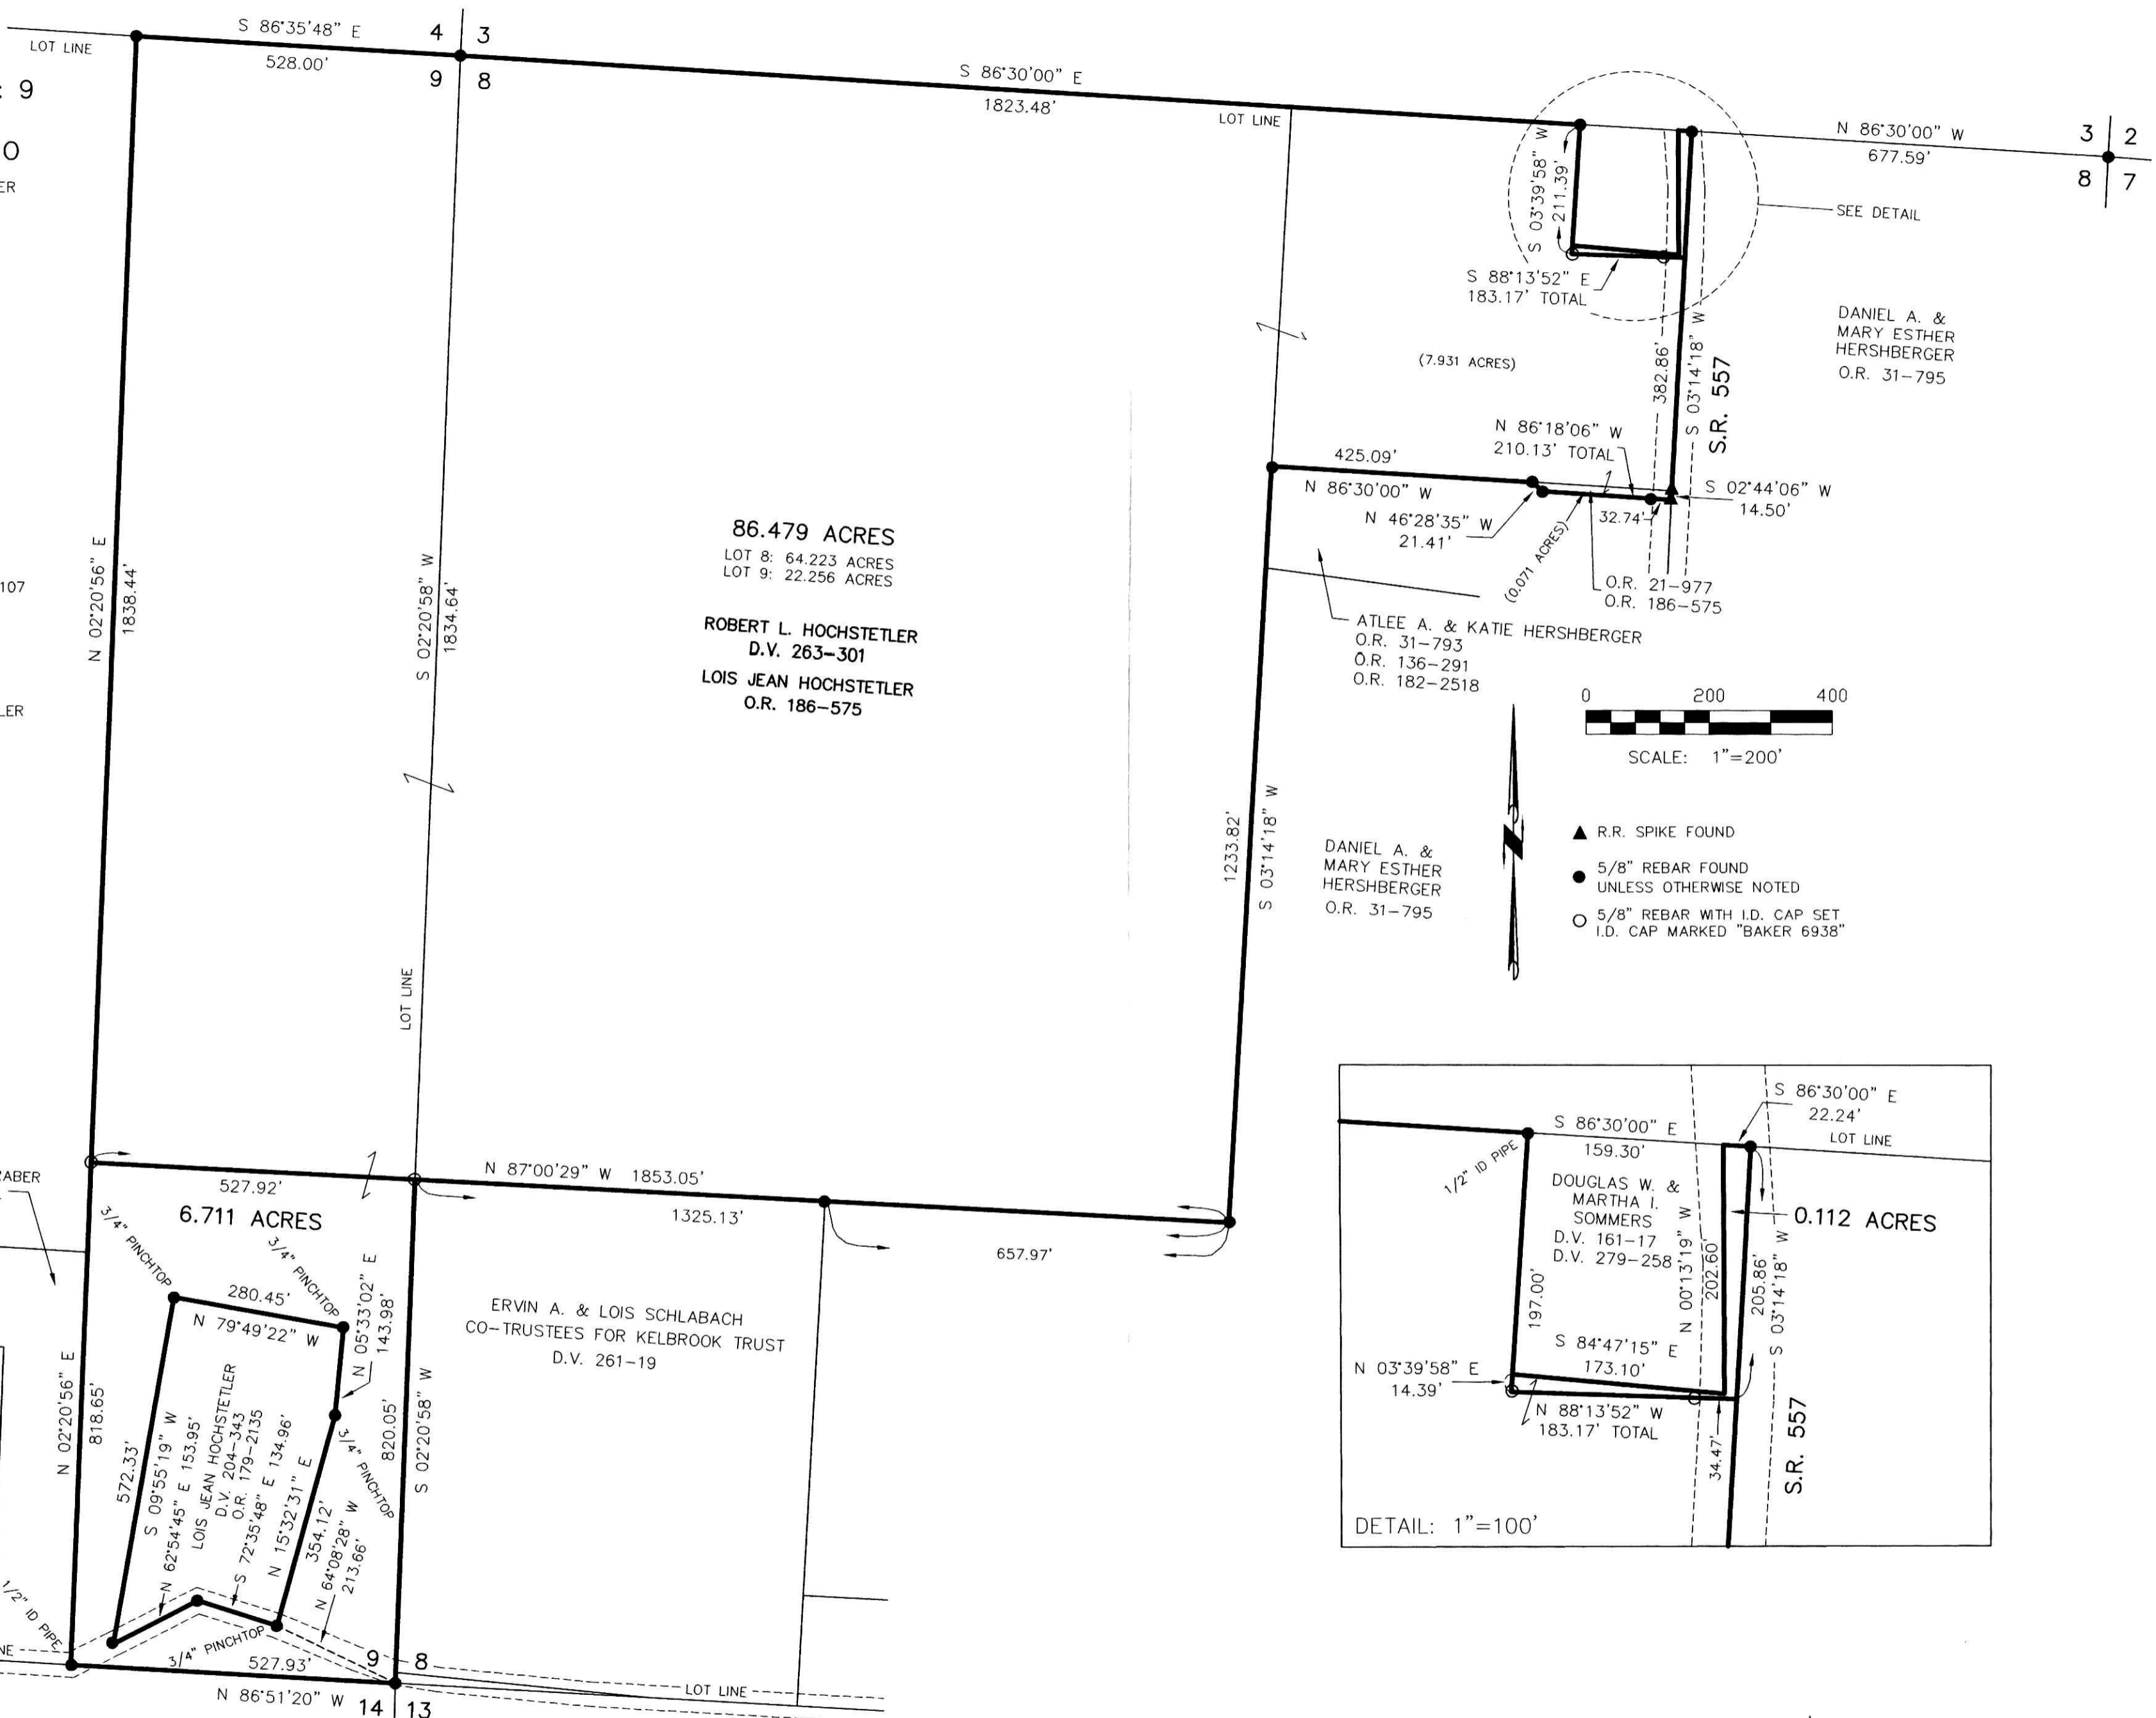 S 86°35'48" E
528.00'
LOT LINE
4 3
9 8
: 9
0
ER
S 86°30'00" E
1823.48'
LOT LINE
N 86°30'00" W
677.59'
3 2
8 7
SEE DETAIL
S 03°39'58" W
211.39'
S 88°13'52" E
183.17' TOTAL
382.86'
S 03°14'18" W
S.R. 557
DANIEL A. &
MARY ESTHER
HERSHBERGER
O.R. 31-795
(7.931 ACRES)
N 86°18'06" W
210.13' TOTAL
425.09'
N 86°30'00" W
N 46°28'35" W
21.41'
32.74'
S 02°44'06" W
14.50'
(0.071 ACRES)
O.R. 21-977
O.R. 186-575
ATLEE A. & KATIE HERSHBERGER
O.R. 31-793
O.R. 136-291
O.R. 182-2518
N 02°20'56" E
1838.44'
S 02°20'58" W
1834.64'
LOT LINE
86.479 ACRES
LOT 8: 64.223 ACRES
LOT 9: 22.256 ACRES
ROBERT L. HOCHSTETLER
D.V. 263-301
LOIS JEAN HOCHSTETLER
O.R. 186-575
107
LER
1233.82'
S 03°14'18" W
0 200 400
SCALE: 1"=200'
DANIEL A. &
MARY ESTHER
HERSHBERGER
O.R. 31-795
R.R. SPIKE FOUND
5/8" REBAR FOUND
UNLESS OTHERWISE NOTED
5/8" REBAR WITH I.D. CAP SET
I.D. CAP MARKED "BAKER 6938"
RABER
527.92'
N 87°00'29" W 1853.05'
1325.13'
657.97'
6.711 ACRES
3/4" PINCHTOP
3/4" PINCHTOP
280.45'
N 79°49'22" W
N 05°33'02" E
143.98'
N 02°20'56" E
818.65'
572.33'
S 09°55'19" W
N 62°54'45" E 153.95'
LOIS JEAN HOCHSTETLER
D.V. 204-343
O.R. 179-2135
S 72°35'48" E 134.96'
N 15°32'31" E
354.12'
3/4" PINCHTOP
N 64°08'28" W
213.66'
820.05'
S 02°20'58" W
ERVIN A. & LOIS SCHLABACH
CO-TRUSTEES FOR KELBROOK TRUST
D.V. 261-19
1/2" ID PIPE
NE
3/4" PINCHTOP
527.93'
N 86°51'20" W
9 8
14 13
LOT LINE
S 86°30'00" E
22.24'
S 86°30'00" E
159.30'
LOT LINE
1/2" ID PIPE
DOUGLAS W. &
MARTHA I.
SOMMERS
D.V. 161-17
D.V. 279-258
N 00°13'19" W
202.60'
0.112 ACRES
205.86'
S 03°14'18" W
197.00'
S 84°47'15" E
173.10'
N 03°39'58" E
14.39'
N 88°13'52" W
183.17' TOTAL
34.47'
S.R. 557
DETAIL: 1"=100'